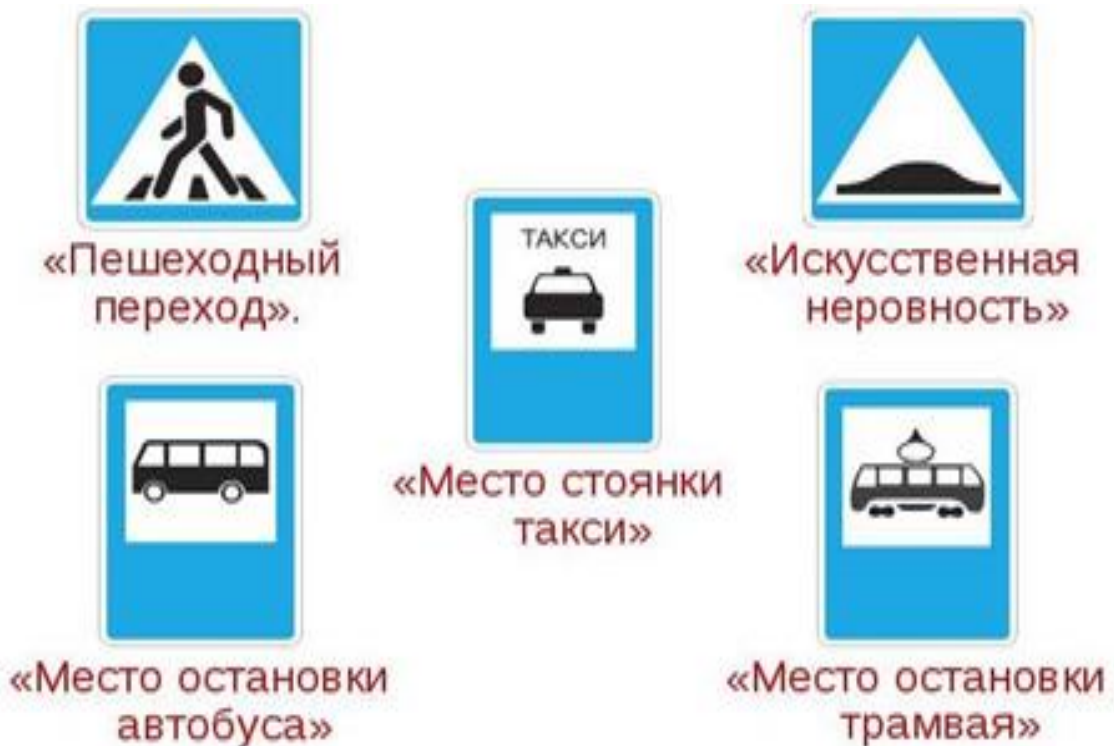 «Пешеходный
переход».
ТАКСИ
«Искусственная
неровность»
«Место стоянки
такси»
«Место остановки
автобуса»
«Место остановки
трамвая»